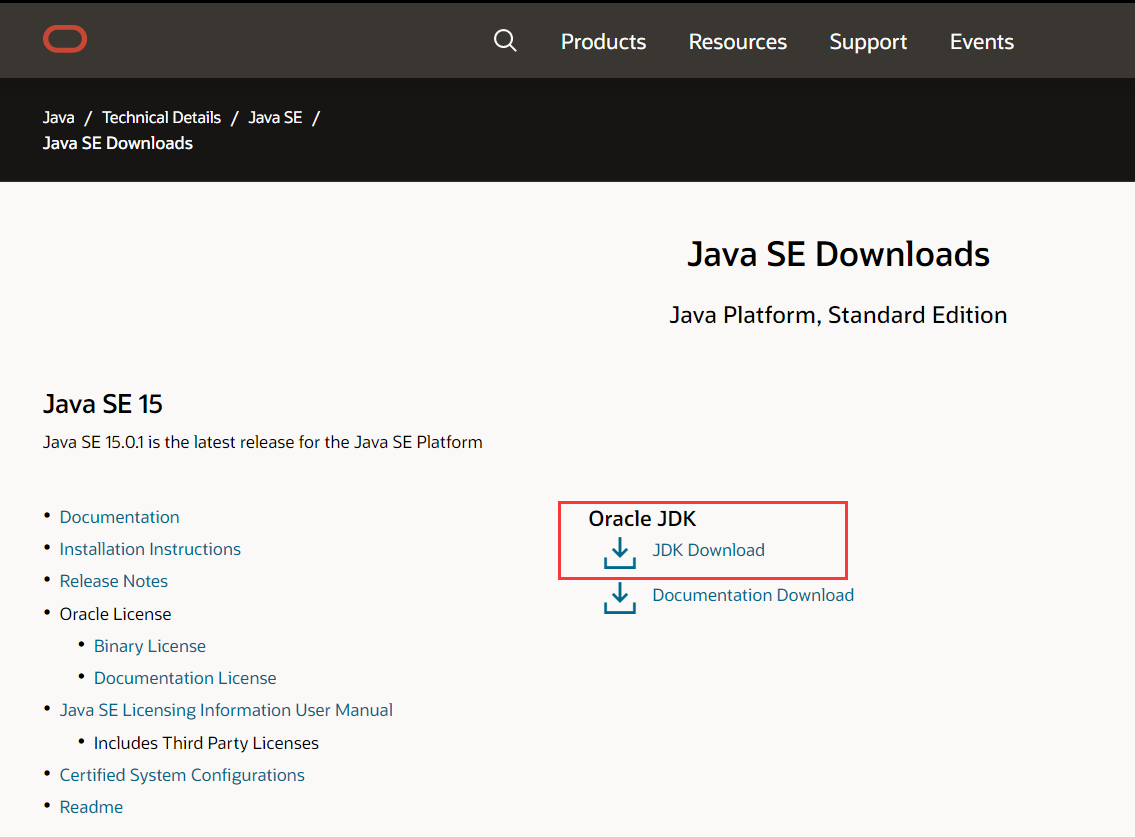 Products Resources Support Events
Java / Technical Details / Java SE /
Java SE Downloads
Java SE Downloads
Java Platform, Standard Edition
Java SE 15
Java SE 15.0.1 is the latest release for the Java SE Platform
• Documentation
• Installation Instructions
• Release Notes
• Oracle License
• Binary License
• Documentation License
• Java SE Licensing Information User Manual
• Includes Third Party Licenses
• Certified System Configurations
• Readme
Oracle JDK
JDK Download
Documentation Download